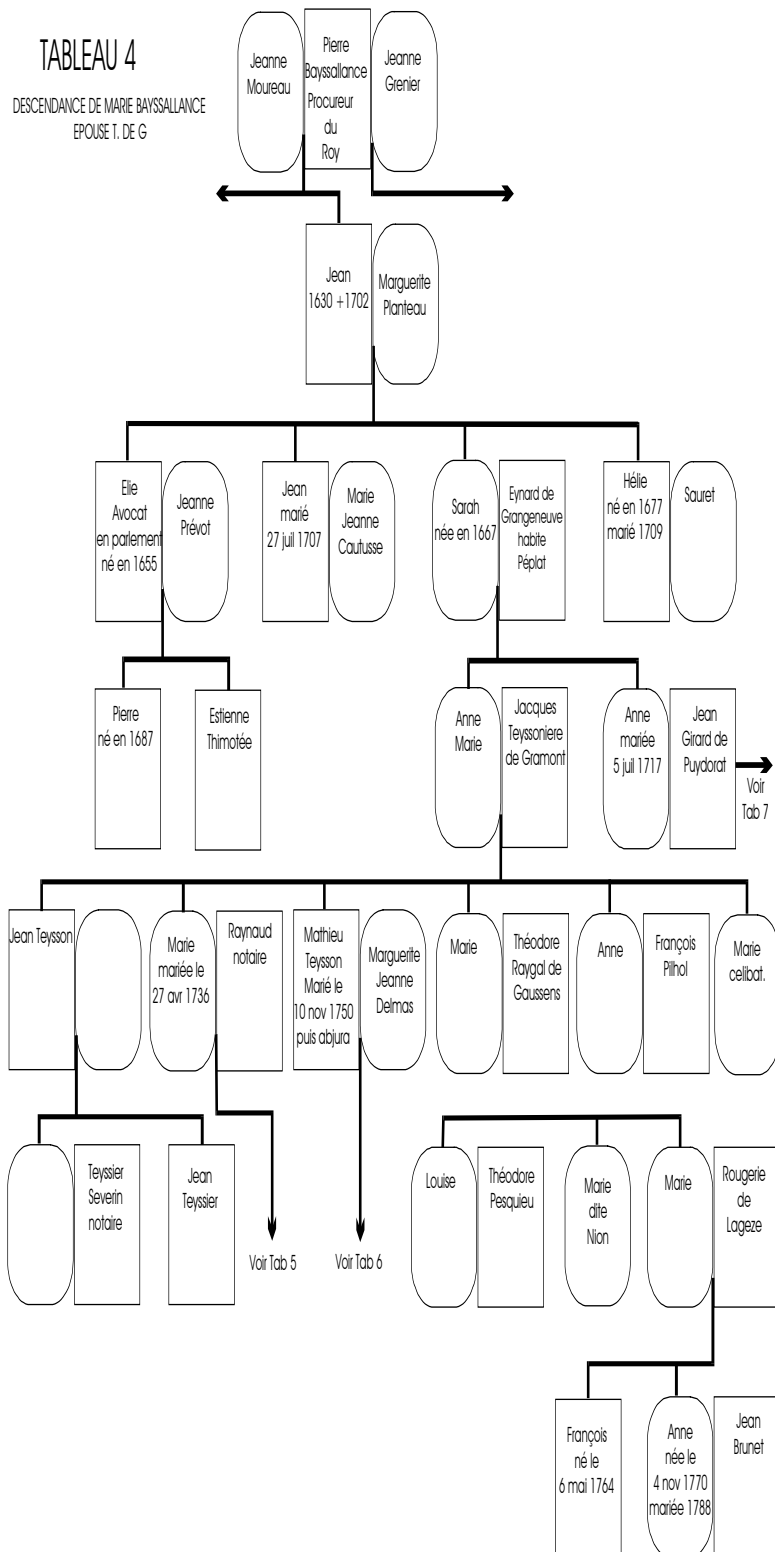 TABLEAU 4
DESCENDANCE DE MARIE BAYSSALLANCE
EPOUSE T. DE G
Jeanne
Moureau
Pierre
Bayssallance
Procureur
du
Roy
Jeanne
Grenier
Jean
1630 +1702
Marguerite
Planteau
Elie
Avocat
en parlement
né en 1655
Jeanne
Prévot
Jean
marié
27 juil 1707
Marie
Jeanne
Cautusse
Sarah
née en 1667
Eynard de
Grangeneuve
habite
Péplat
Hélie
né en 1677
marié 1709
Sauret
Pierre
né en 1687
Estienne
Thimotée
Anne
Marie
Jacques
Teyssoniere
de Gramont
Anne
mariée
5 juil 1717
Jean
Girard de
Puydorat
Voir
Tab 7
Jean Teysson
Marie
mariée le
27 avr 1736
Raynaud
notaire
Mathieu
Teysson
Marié le
10 nov 1750
puis abjura
Marguerite
Jeanne
Delmas
Marie
Théodore
Raygal de
Gaussens
Anne
François
Pilhol
Marie
celibat.
Teyssier
Severin
notaire
Jean
Teyssier
Voir Tab 5
Voir Tab 6
Louise
Théodore
Pesquieu
Marie
dite
Nion
Marie
Rougerie
de
Lageze
François
né le
6 mai 1764
Anne
née le
4 nov 1770
mariée 1788
Jean
Brunet